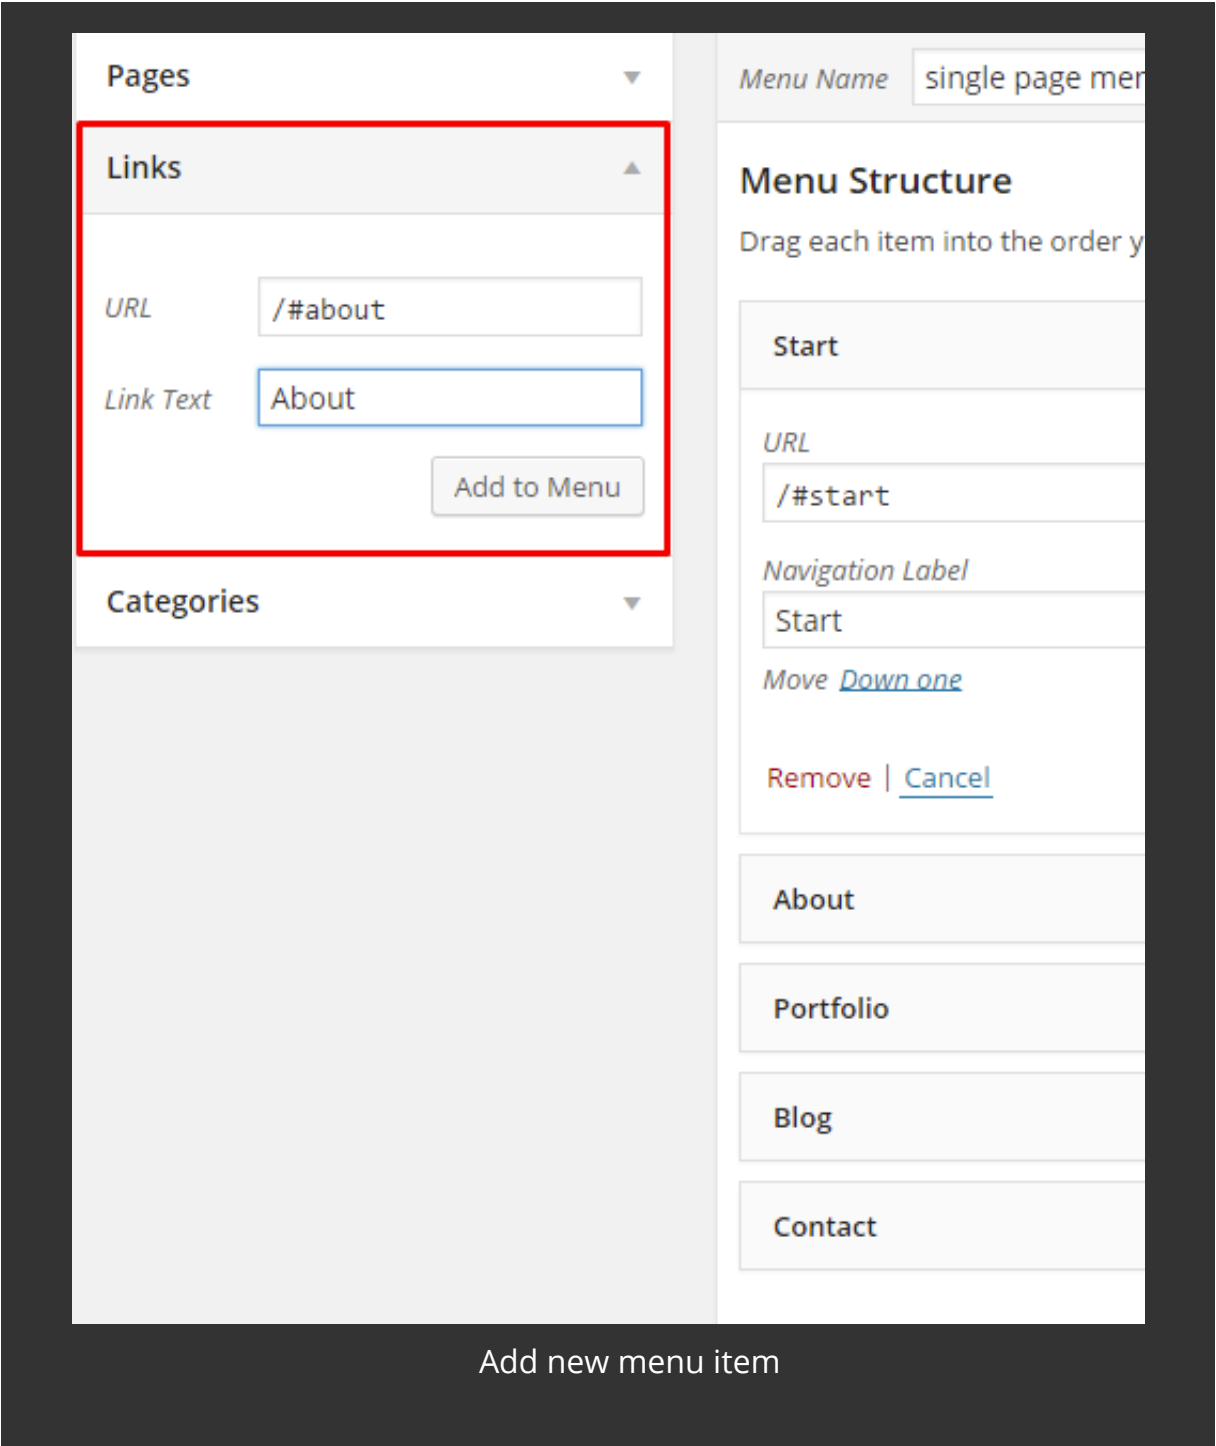 Pages
Links
URL
/#about
Link Text
About
Add to Menu
Categories
Menu Name
single page
Menu Structure
Drag each item into the order
Start
URL
/#start
Navigation Label
Start
Move Down one
Remove | Cancel
About
Portfolio
Blog
Contact
Add new menu item